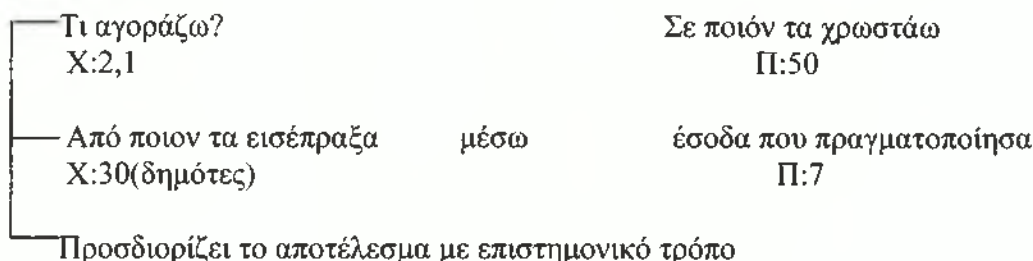 Τι αγοράζω? Σε ποιόν τα χρωστάω
Χ:2,1 Π:50
Από ποιον τα εισέπραξα μέσω έσοδα που πραγματοποίησα
Χ:30(δημότες) Π:7
Προσδιορίζει το αποτέλεσμα με επιστημονικό τρόπο